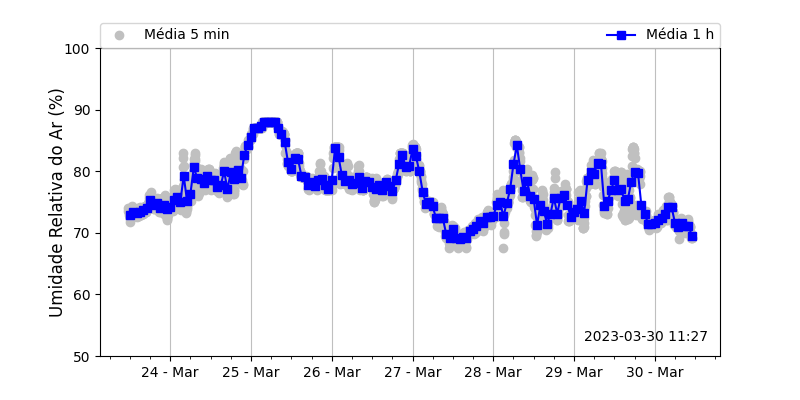 Média 5 min
Média 1 h
Umidade Relativa do Ar (%)
100
90
80
70
60
50
2023-03-30 11:27
24 - Mar
25 - Mar
26 - Mar
27 - Mar
28 - Mar
29 - Mar
30 - Mar